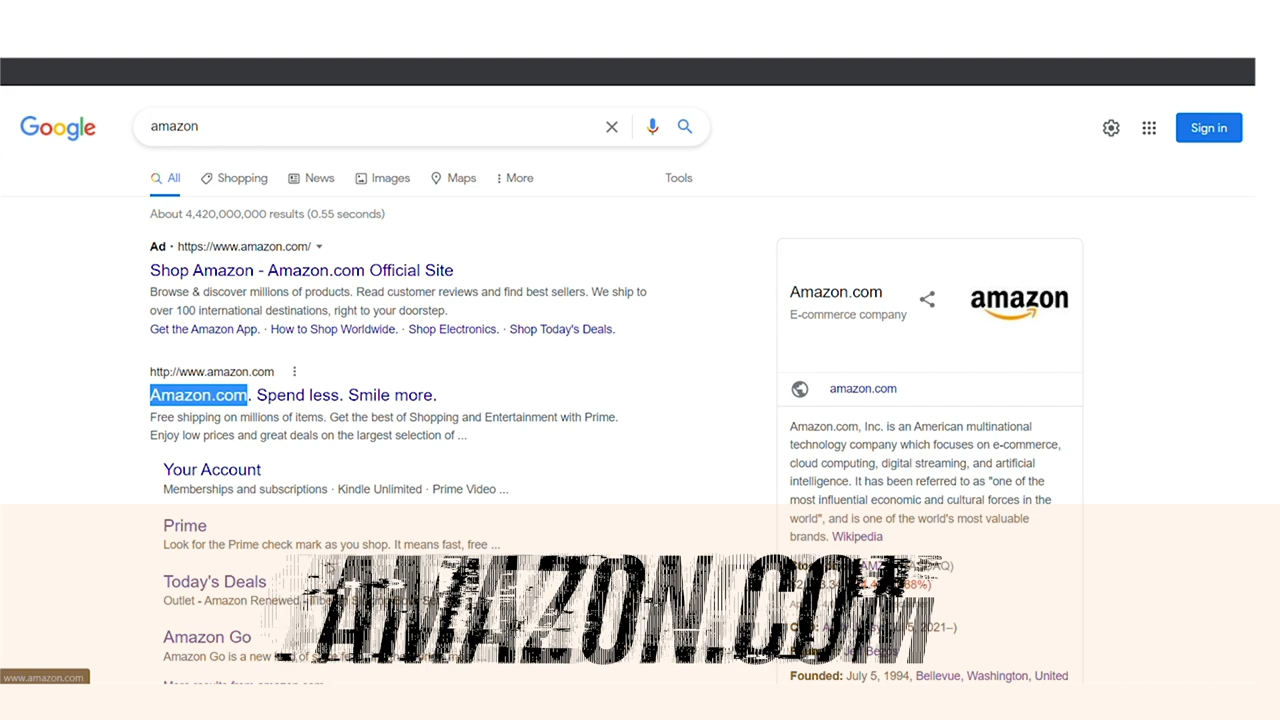 Google
amazon
Sign in
All
Shopping
News
Images
Maps
More
Tools
About 4,420,000,000 results (0.55 seconds)
Ad · https://www.amazon.com/
Shop Amazon - Amazon.com Official Site
Browse & discover millions of products. Read customer reviews and find best sellers. We ship to
over 100 international destinations, right to your doorstep.
Get the Amazon App. · How to Shop Worldwide. · Shop Electronics. · Shop Today's Deals.
http://www.amazon.com
Amazon.com. Spend less. Smile more.
Free shipping on millions of items. Get the best of Shopping and Entertainment with Prime.
Enjoy low prices and great deals on the largest selection of ...
Your Account
Memberships and subscriptions · Kindle Unlimited · Prime Video ...
Prime
Look for the Prime check mark as you shop. It means fast, free ...
Today's Deals
Outlet - Amazon Renewed
Amazon Go
Amazon Go is a new
Amazon.com
E-commerce company
amazon
amazon.com
Amazon.com, Inc. is an American multinational
technology company which focuses on e-commerce,
cloud computing, digital streaming, and artificial
intelligence. It has been referred to as "one of the
most influential economic and cultural forces in the
world", and is one of the world's most valuable
brands. Wikipedia
Founded: July 5, 1994, Bellevue, Washington, United
AMAZON.COM
www.amazon.com